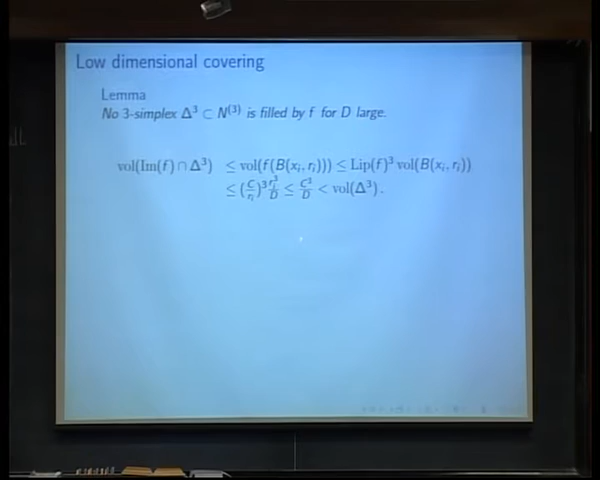 Low dimensional covering
Lemma
No 3-simplex Δ³ ⊂ N⁽³⁾ is filled by f for D large.
vol(Im(f) ∩ Δ³) ≤ vol(f(B(xᵢ, rᵢ))) ≤ Lip(f)³ vol(B(xᵢ, rᵢ))
≤ (C/rᵢ)³ rᵢ³/D ≤ C³/D < vol(Δ³).